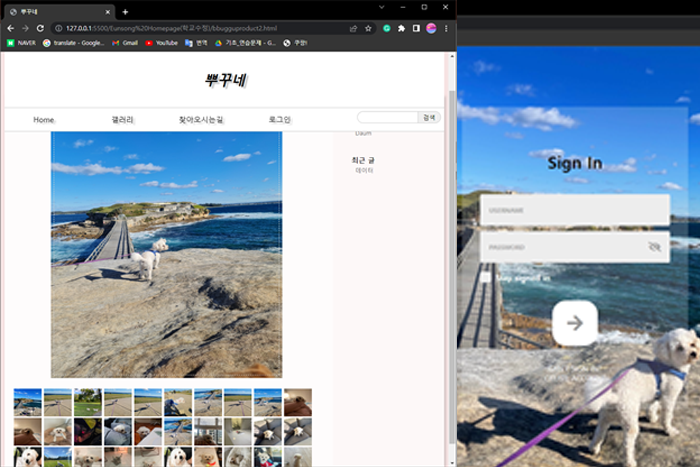 뿌꾸네
127.0.0.1:5500/Eunsong%20Homepage(학교수정)/bbugguproduct2.html
NAVER
translate - Google...
Gmail
YouTube
번역
기초_연습문제 - G...
쿠팡!
뿌꾸네
Home
갤러리
찾아오시는길
로그인
검색
Daum
최근 글
데이터
Sign In
USERNAME
PASSWORD